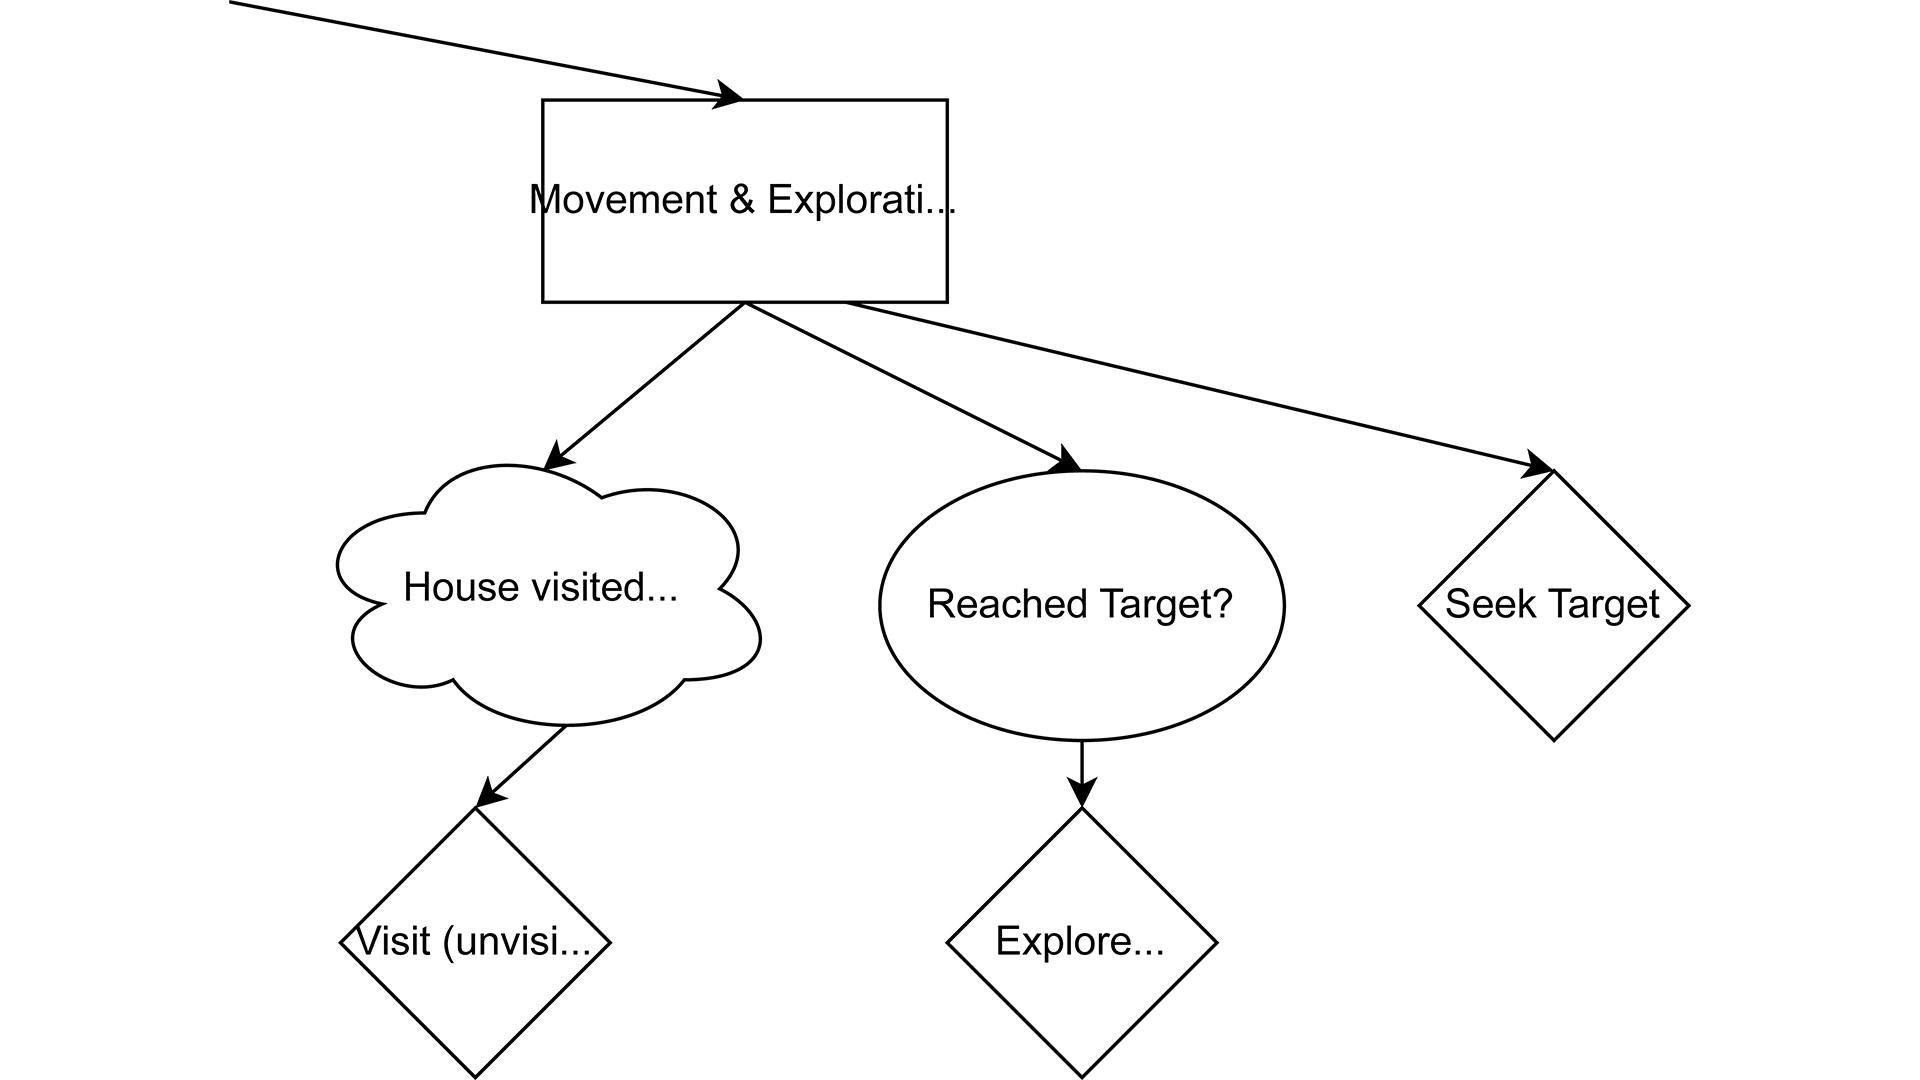 Movement & Explorati...
House visited...
Reached Target?
Seek Target
Visit (unvisi...
Explore...